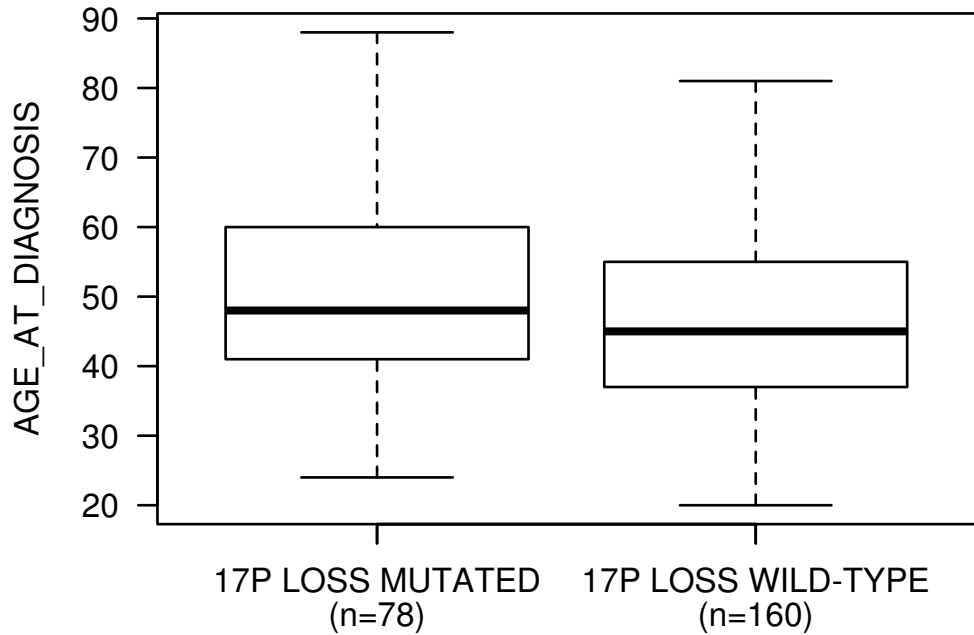 AGE_AT_DIAGNOSIS
90
80
70
60
50
40
30
20
17P LOSS MUTATED
(n=78)
17P LOSS WILD-TYPE
(n=160)